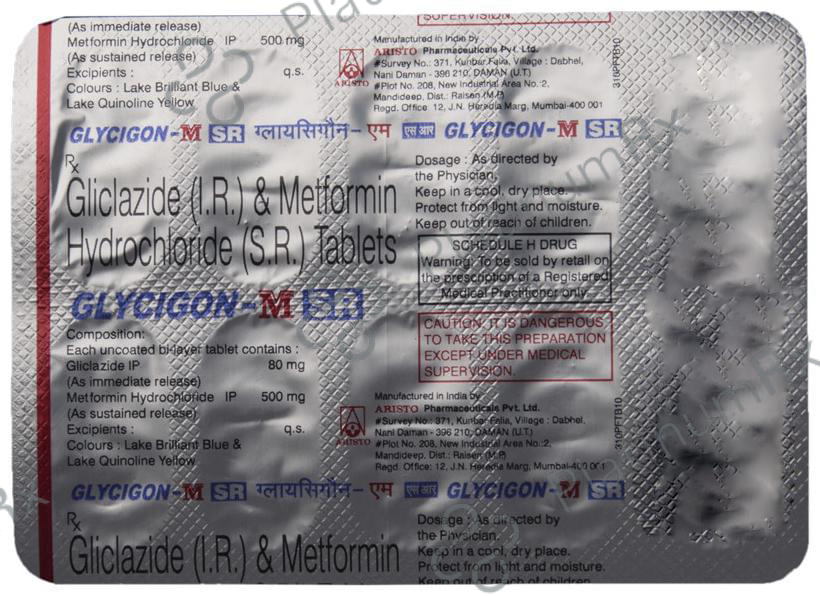 (As immediate release)
Metformin Hydrochloride IP 500 mg
(As sustained release)
Excipients : q.s.
Colours : Lake Brilliant Blue &
Lake Quinoline Yellow
SUPERVISION.
Manufactured in India by
ARISTO Pharmaceuticals Pvt. Ltd.
#Survey No.: 371, Kunbar Falia, Village : Dabhel,
Nani Daman - 396 210, DAMAN (U.T)
#Plot No. 208, New Industrial Area No.:2,
Mandideep, Dist.: Raisen (M.P.)
Regd. Office: 12, J.N. Heredia Marg, Mumbai-400 001
ARISTO
310PFTB10
GLYCIGON-M SR ग्लायसिगौन-एम एस आर GLYCIGON-M SR
Rx
Gliclazide (I.R.) & Metformin
Hydrochloride (S.R.) Tablets
GLYCIGON-M SR
Composition:
Each uncoated bi-layer tablet contains :
Gliclazide IP 80 mg
(As immediate release)
Metformin Hydrochloride IP 500 mg
(As sustained release)
Excipients : q.s.
Colours : Lake Brilliant Blue &
Lake Quinoline Yellow
Dosage : As directed by
the Physician.
Keep in a cool, dry place.
Protect from light and moisture.
Keep out of reach of children.
SCHEDULE H DRUG
Warning: To be sold by retail on
the prescription of a Registered
Medical Practitioner only.
CAUTION: IT IS DANGEROUS
TO TAKE THIS PREPARATION
EXCEPT UNDER MEDICAL
SUPERVISION.
Manufactured in India by
ARISTO Pharmaceuticals Pvt. Ltd.
#Survey No.: 371, Kunbar Falia, Village : Dabhel,
Nani Daman - 396 210, DAMAN (U.T)
#Plot No. 208, New Industrial Area No.:2,
Mandideep, Dist.: Raisen (M.P)
Regd. Office: 12, J.N. Heredia Marg, Mumbai-400 001
ARISTO
310PFTB10
GLYCIGON-M SR ग्लायसिगौन-एम एस आर GLYCIGON-M SR
Rx
Gliclazide (I.R.) & Metformin
Dosage : As directed by
the Physician.
Keep in a cool, dry place.
Protect from light and moisture.
Keep out of reach of children.